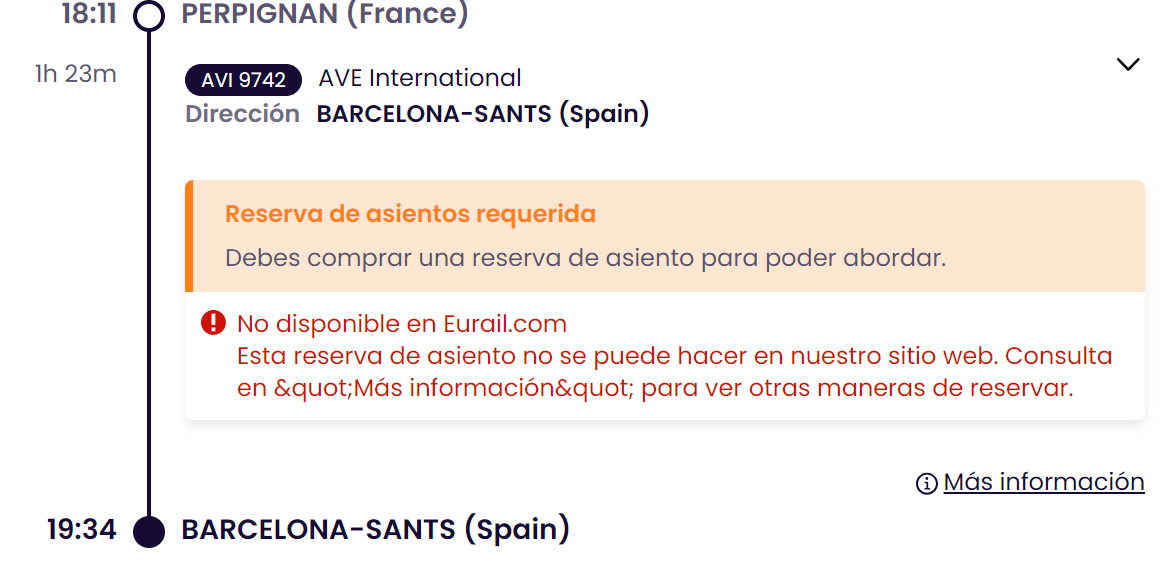 18:11 PERPIGNAN (France)
1h 23m AVI 9742 AVE International
Dirección BARCELONA-SANTS (Spain)
Reserva de asientos requerida
Debes comprar una reserva de asiento para poder abordar.
No disponible en Eurail.com
Esta reserva de asiento no se puede hacer en nuestro sitio web. Consulta
en &quot;Más información&quot; para ver otras maneras de reservar.
Más información
19:34 BARCELONA-SANTS (Spain)